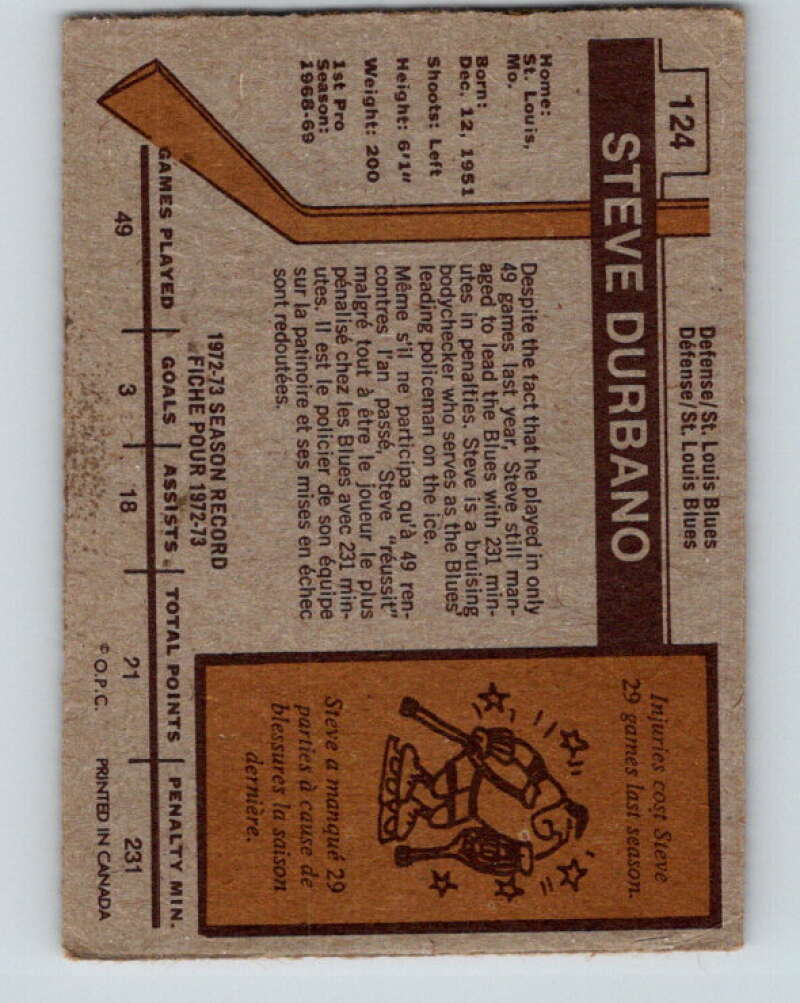 124
Defense/St. Louis Blues
Défense/St. Louis Blues
STEVE DURBANO
Home:
St. Louis,
Mo.
Born:
Dec. 12, 1951
Shoots: Left
Height: 6'1"
Weight: 200
1st Pro
Season:
1968-69
Despite the fact that he played in only
49 games last year, Steve still man-
aged to lead the Blues with 231 min-
utes in penalties. Steve is a bruising
bodychecker who serves as the Blues'
leading policeman on the ice.
Même s'il ne participa qu'à 49 ren-
contres l'an passé, Steve "réussit"
malgré tout à être le joueur le plus
pénalisé chez les Blues avec 231 min-
utes. Il est le policier de son équipe
sur la patinoire et ses mises en échec
sont redoutées.
Injuries cost Steve
29 games last season.
Steve a manqué 29
parties à cause de
blessures la saison
dernière.
1972-73 SEASON RECORD
FICHE POUR 1972-73
GAMES PLAYED GOALS ASSISTS TOTAL POINTS PENALTY MIN.
49 3 18 21 231
© O.P.C. PRINTED IN CANADA